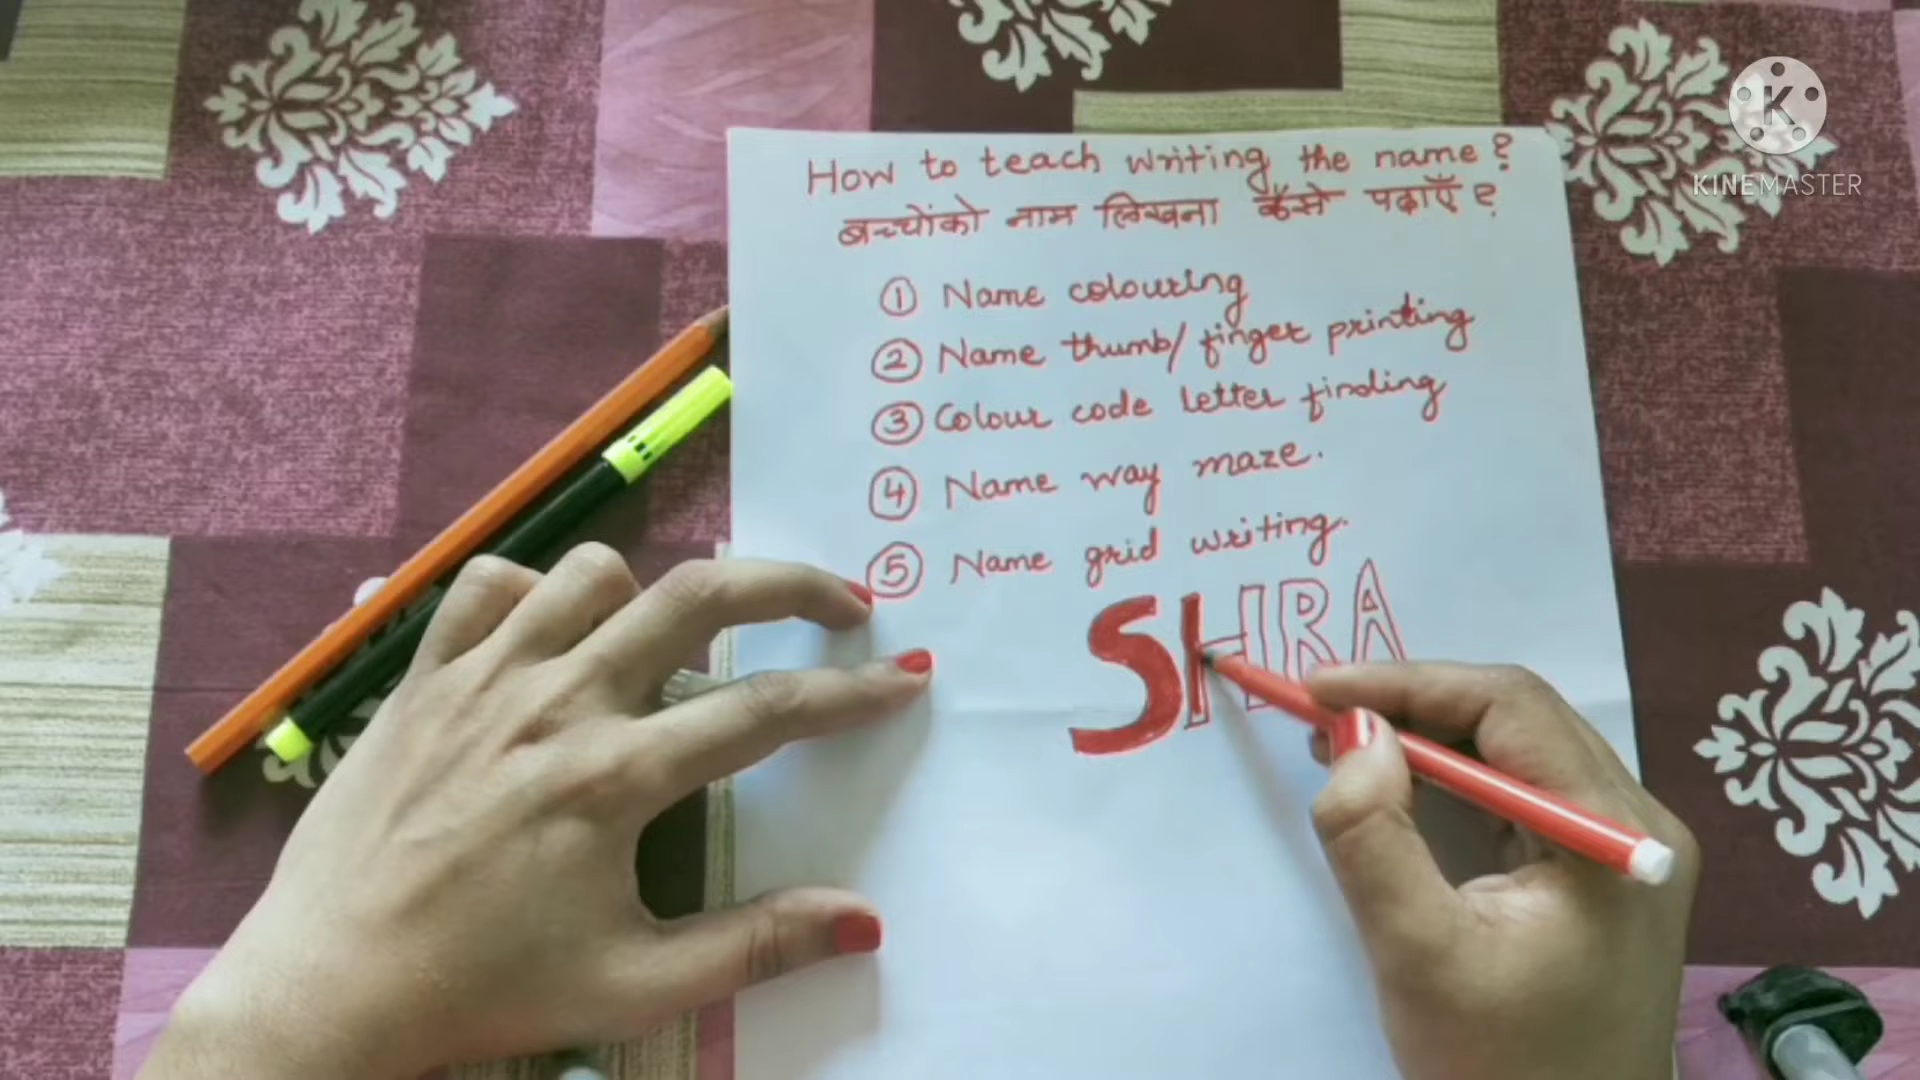 KINEMASTER
How to teach writing the name?
बच्चोंको नाम लिखना कैसे पढाएँ?
① Name colouring
② Name thumb/finger printing
③ Colour code letter finding
④ Name way maze.
⑤ Name grid writing.
SHRA